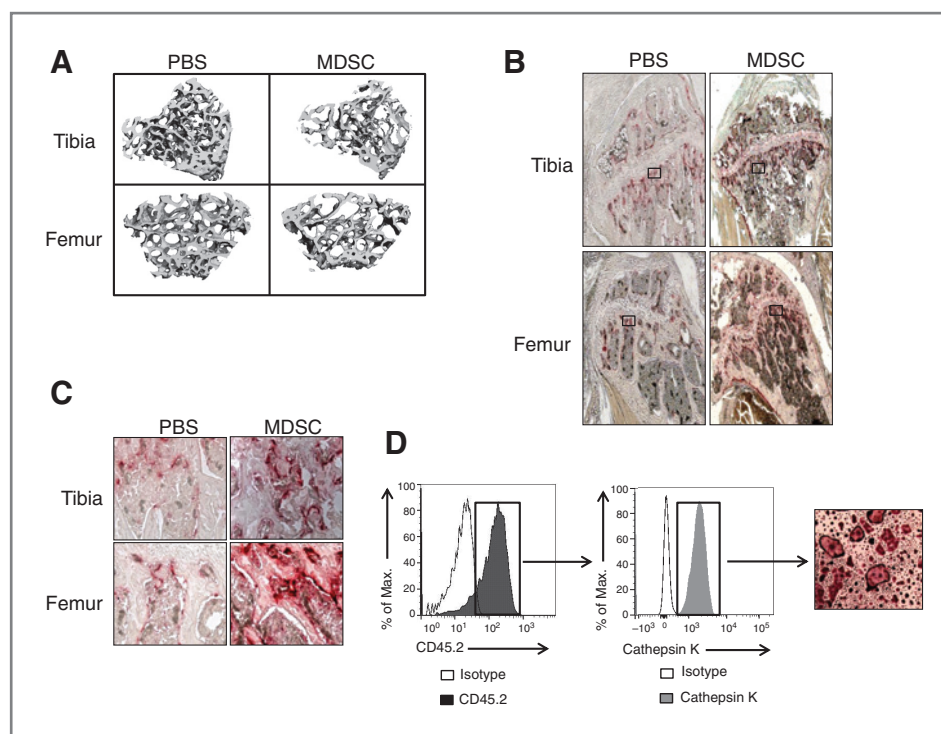 A
PBS
MDSC
Tibia
Femur
B
PBS
MDSC
Tibia
Femur
C
PBS
MDSC
Tibia
Femur
D
% of Max.
100
80
60
40
20
0
10⁰ 10¹ 10² 10³
CD45.2
Isotype
CD45.2
% of Max.
100
80
60
40
20
0
−10³ 0 10³ 10⁴ 10⁵
Cathepsin K
Isotype
Cathepsin K